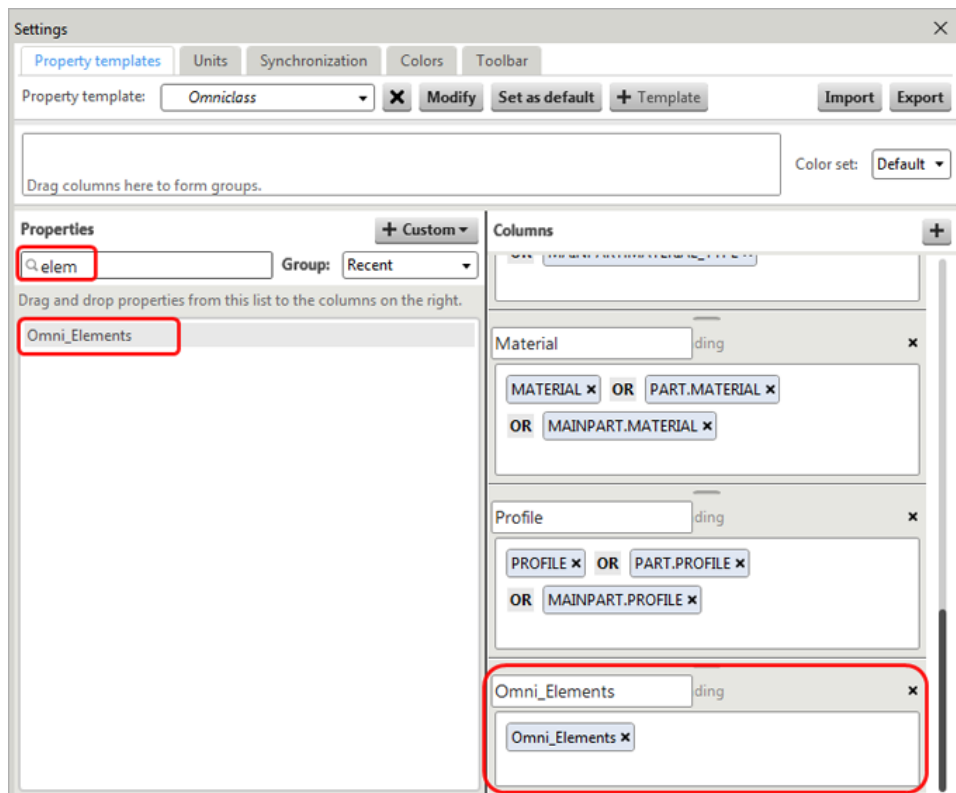 Settings
Property templates Units Synchronization Colors Toolbar
Property template: Omniclass Modify Set as default + Template Import Export
Drag columns here to form groups.
Color set: Default
Properties + Custom
elem Group: Recent
Drag and drop properties from this list to the columns on the right.
Omni_Elements
Columns +
OR MAINPART.MATERIAL_TYPE
Material ding ×
MATERIAL × OR PART.MATERIAL ×
OR MAINPART.MATERIAL ×
Profile ding ×
PROFILE × OR PART.PROFILE ×
OR MAINPART.PROFILE ×
Omni_Elements ding ×
Omni_Elements ×